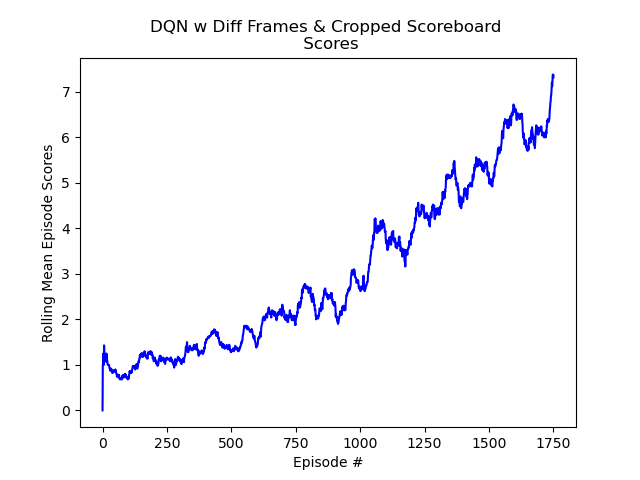 DQN w Diff Frames & Cropped Scoreboard
Scores
Rolling Mean Episode Scores
7
6
5
4
3
2
1
0
0 250 500 750 1000 1250 1500 1750
Episode #